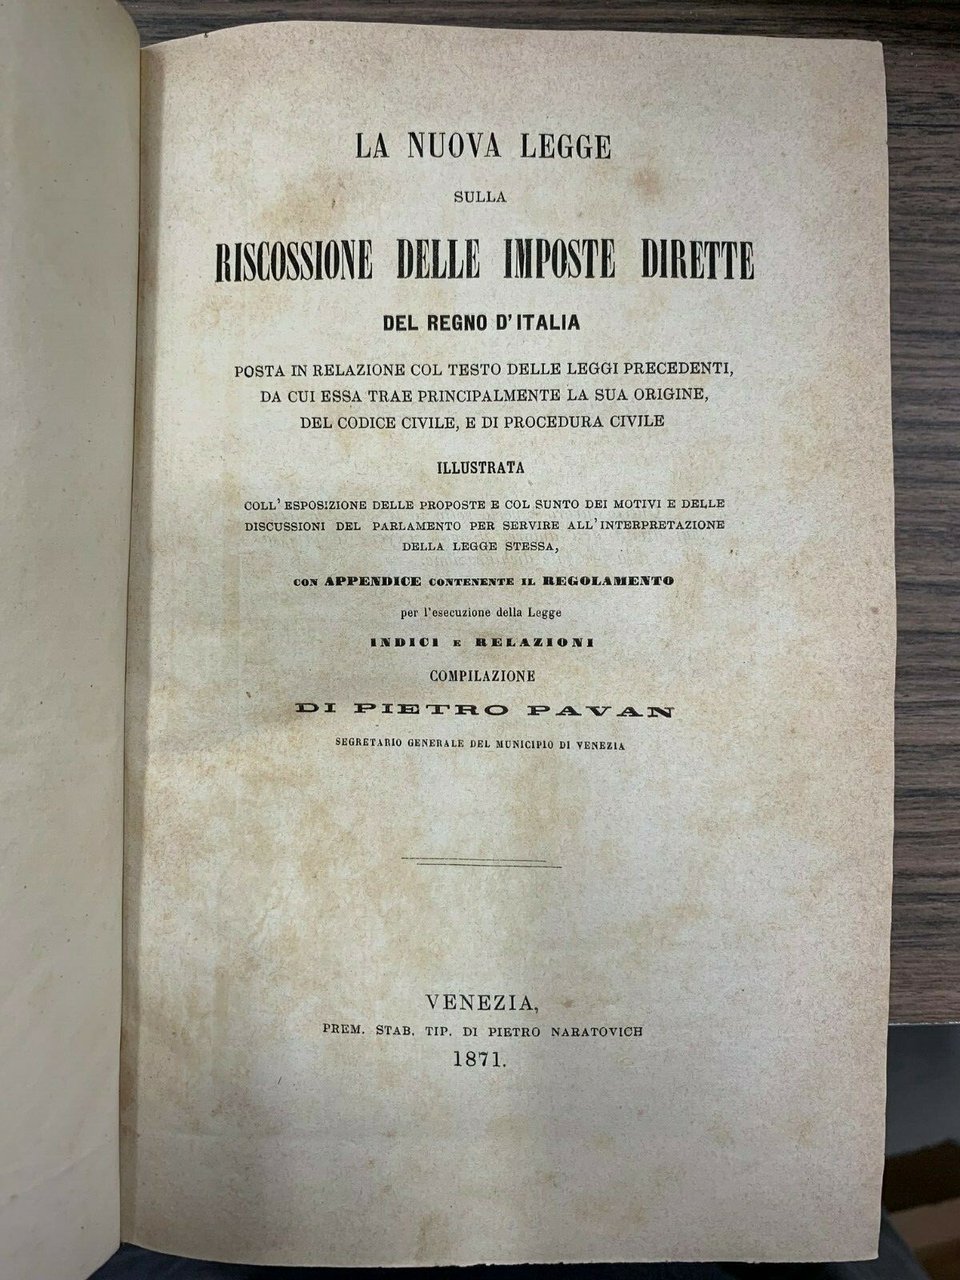 LA NUOVA LEGGE
SULLA
RISCOSSIONE DELLE IMPOSTE DIRETTE
DEL REGNO D'ITALIA
POSTA IN RELAZIONE COL TESTO DELLE LEGGI PRECEDENTI,
DA CUI ESSA TRAE PRINCIPALMENTE LA SUA ORIGINE,
DEL CODICE CIVILE, E DI PROCEDURA CIVILE
ILLUSTRATA
COLL'ESPOSIZIONE DELLE PROPOSTE E COL SUNTO DEI MOTIVI E DELLE
DISCUSSIONI DEL PARLAMENTO PER SERVIRE ALL'INTERPRETAZIONE
DELLA LEGGE STESSA,
CON APPENDICE CONTENENTE IL REGOLAMENTO
per l'esecuzione della Legge
INDICI E RELAZIONI
COMPILAZIONE
DI PIETRO PAVAN
SEGRETARIO GENERALE DEL MUNICIPIO DI VENEZIA
VENEZIA,
PREM. STAB. TIP. DI PIETRO NARATOVICH
1871.